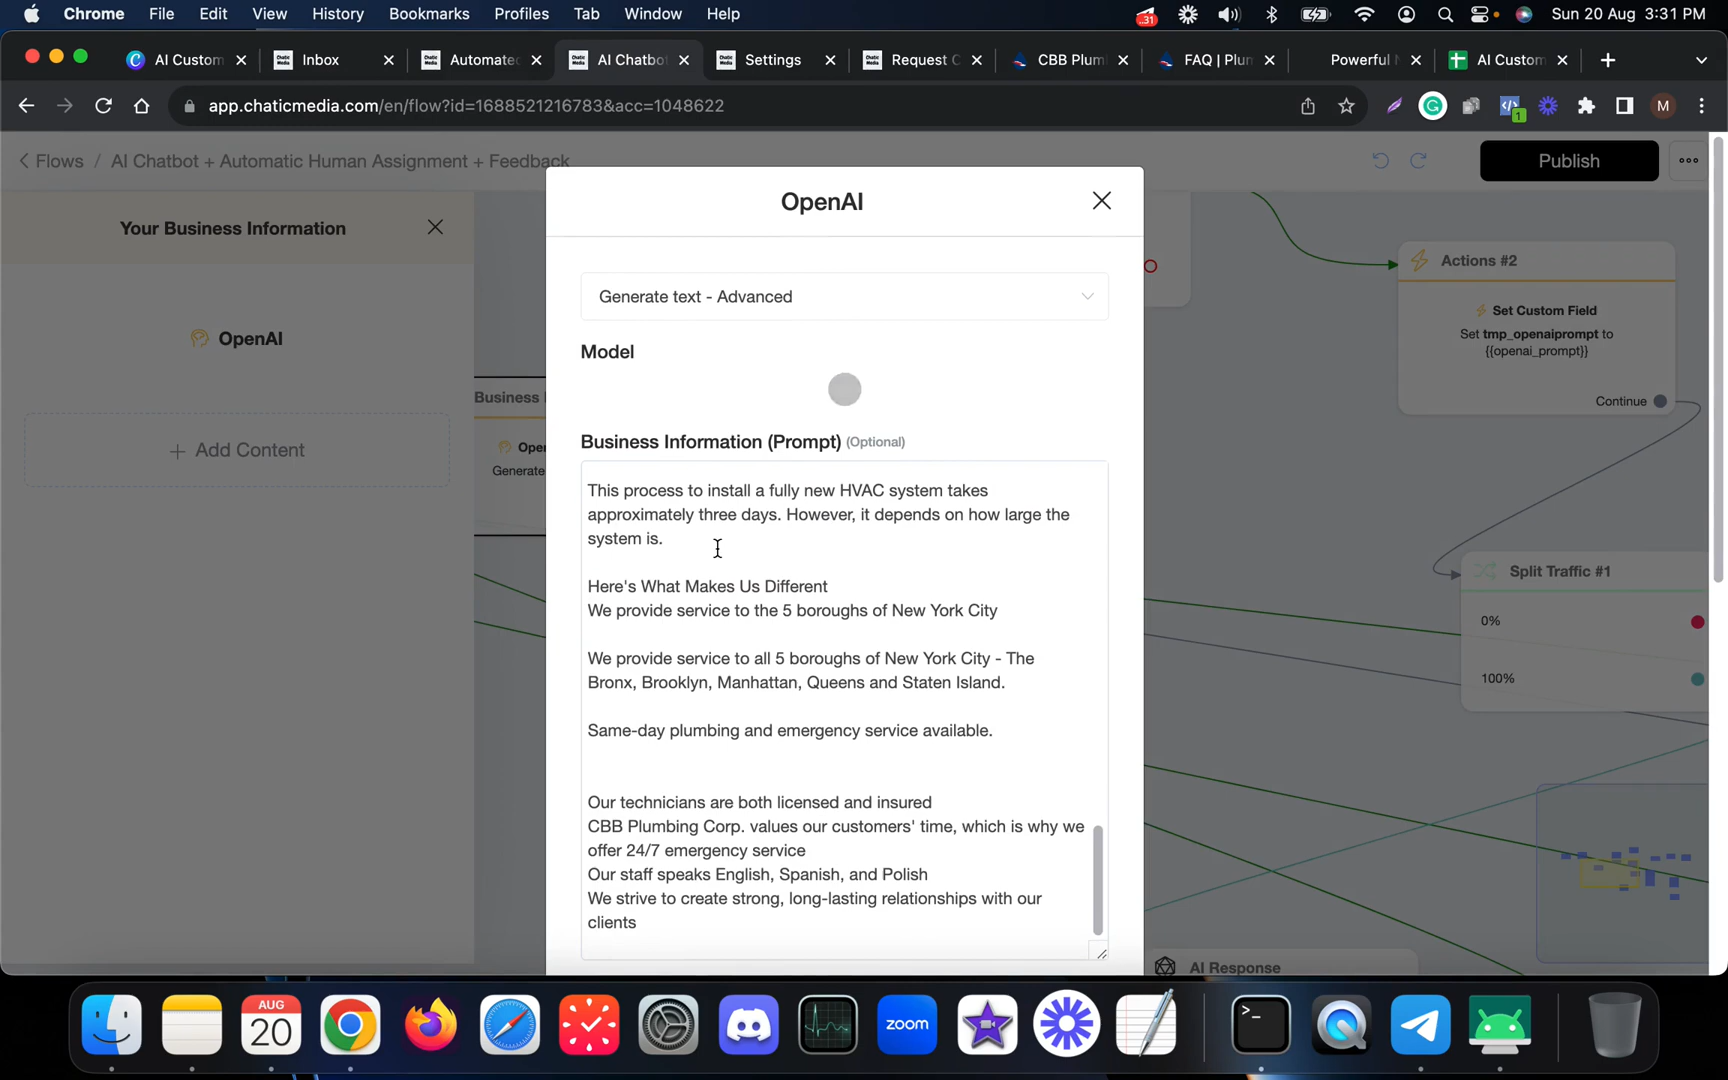 Chrome File Edit View History Bookmarks Profiles Tab Window Help
31
Sun 20 Aug 3:31 PM
AI Custom
Inbox
Automated
AI Chatbot
Settings
Request C
CBB Plum
FAQ | Plum
Powerful
AI Custom
app.chaticmedia.com/en/flow?id=1688521216783&acc=1048622
1
M
Flows / AI Chatbot + Automatic Human Assignment + Feedback
Publish
Your Business Information
OpenAI
+ Add Content
Business
Open
Generate
OpenAI
Generate text - Advanced
Model
Business Information (Prompt) (Optional)
This process to install a fully new HVAC system takes
approximately three days. However, it depends on how large the
system is.
Here's What Makes Us Different
We provide service to the 5 boroughs of New York City
We provide service to all 5 boroughs of New York City - The
Bronx, Brooklyn, Manhattan, Queens and Staten Island.
Same-day plumbing and emergency service available.
Our technicians are both licensed and insured
CBB Plumbing Corp. values our customers' time, which is why we
offer 24/7 emergency service
Our staff speaks English, Spanish, and Polish
We strive to create strong, long-lasting relationships with our
clients
Actions #2
Set Custom Field
Set tmp_openaiprompt to
{{openai_prompt}}
Continue
Split Traffic #1
0%
100%
AI Response
AUG
20
zoom